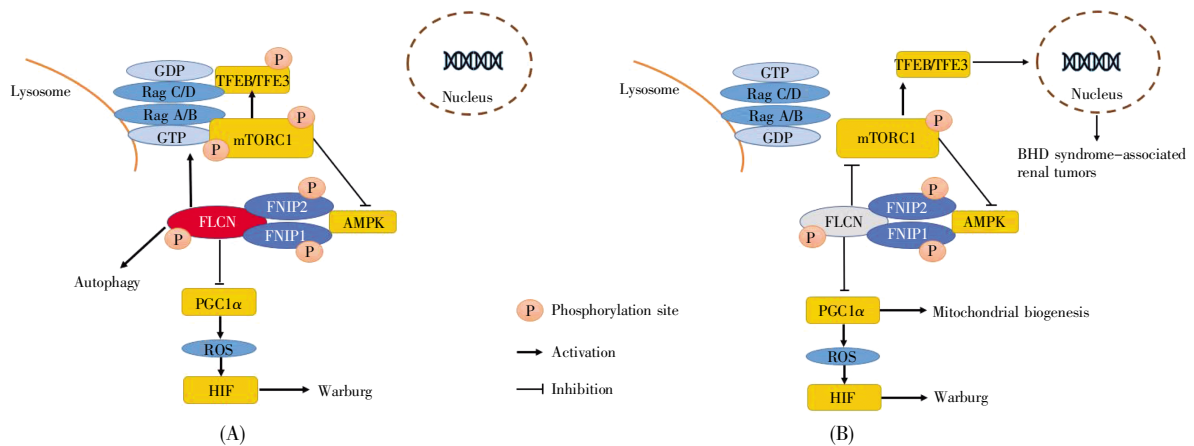 P
GDP
TFEB/TFE3
Lysosome
Rag C/D
Rag A/B
P
GTP
P
mTORC1
P
FNIP2
FLCN
AMPK
P
FNIP1
P
Autophagy
PGC1α
ROS
HIF
Warburg
Nucleus
P
Phosphorylation site
Activation
Inhibition
(A)
TFEB/TFE3
GTP
Lysosome
Rag C/D
Rag A/B
GDP
P
mTORC1
Nucleus
BHD syndrome–associated
renal tumors
P
FNIP2
FLCN
AMPK
P
FNIP1
P
PGC1α
Mitochondrial biogenesis
ROS
HIF
Warburg
(B)